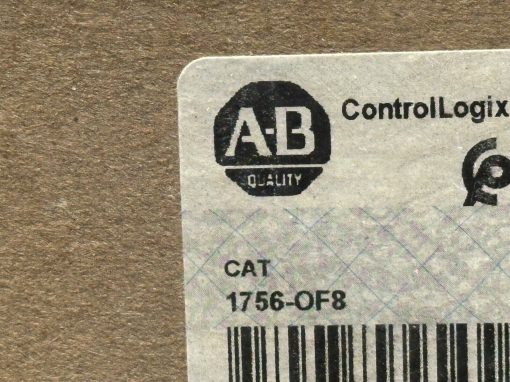 A-B
QUALITY
ControlLogix
CAT
1756-OF8